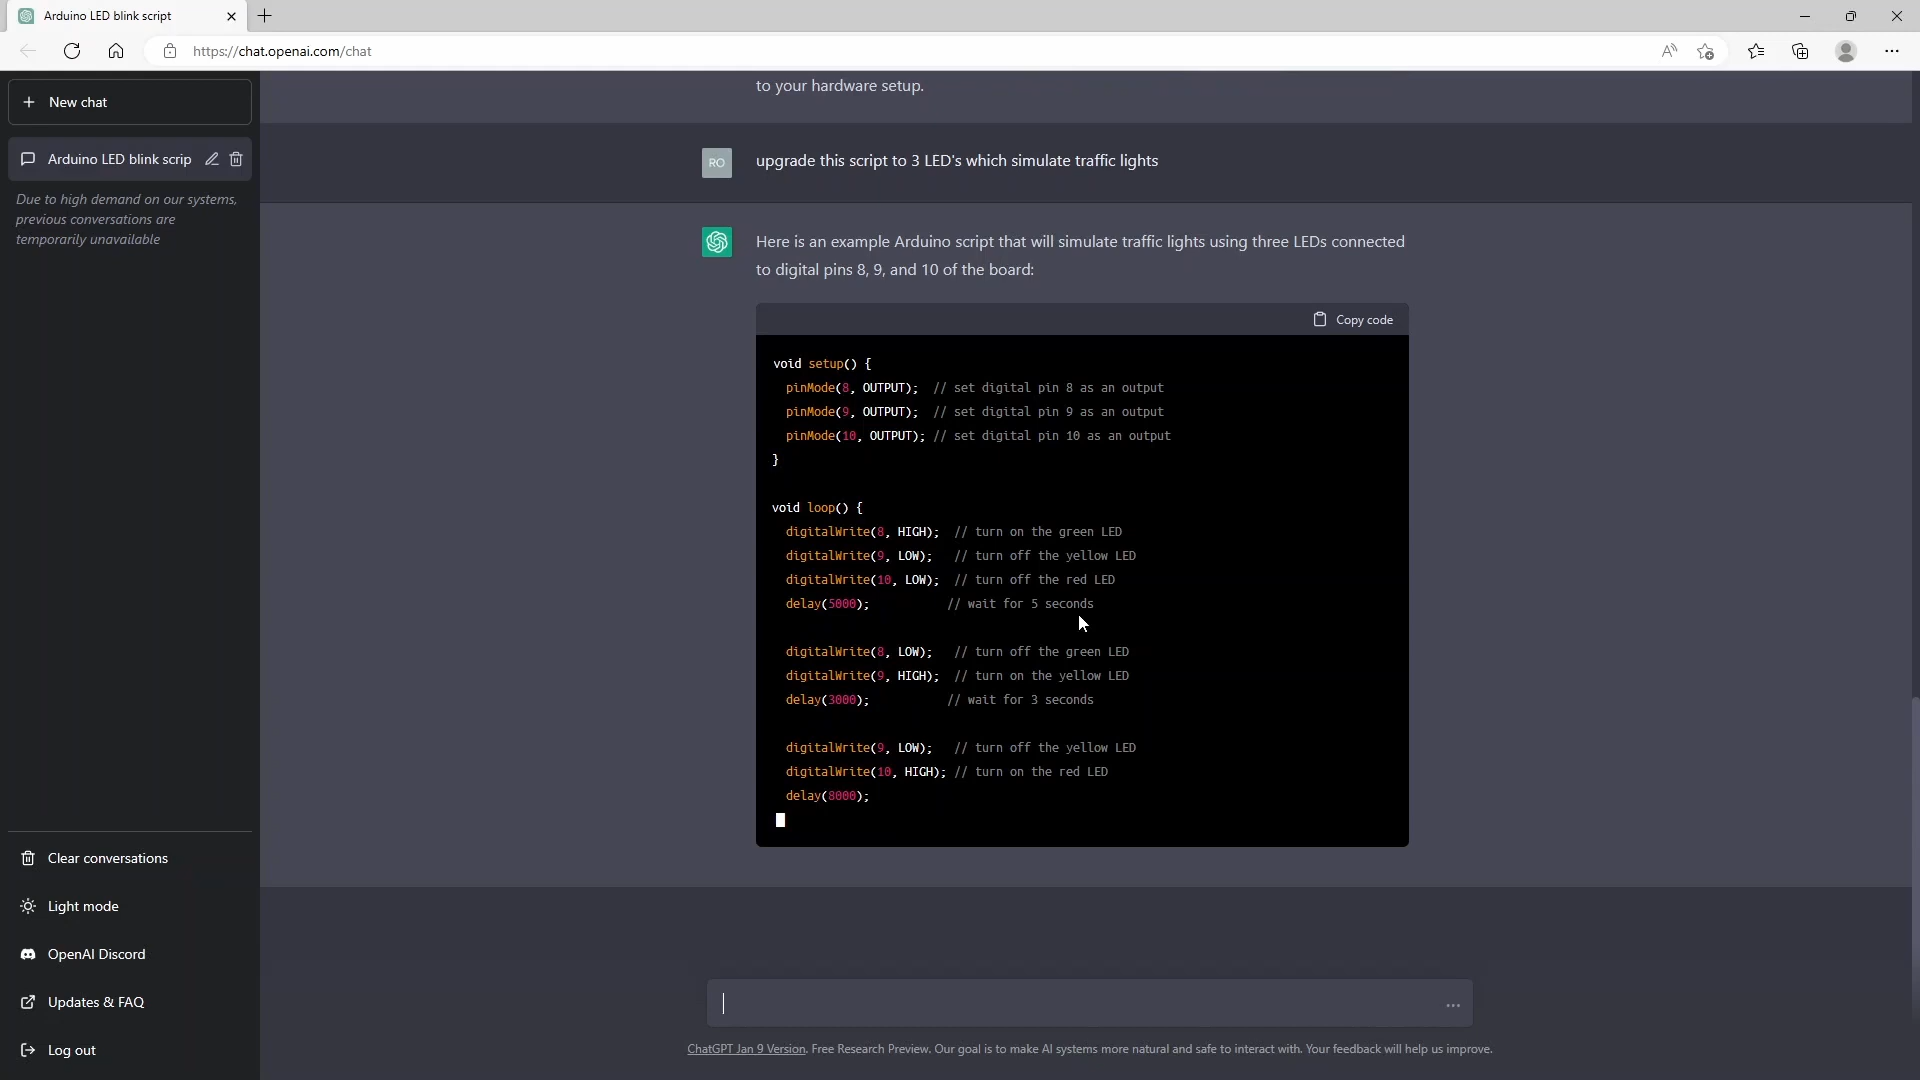 Arduino LED blink script
https://chat.openai.com/chat
New chat
Arduino LED blink scrip
Due to high demand on our systems,
previous conversations are
temporarily unavailable
to your hardware setup.
RO
upgrade this script to 3 LED's which simulate traffic lights
Here is an example Arduino script that will simulate traffic lights using three LEDs connected
to digital pins 8, 9, and 10 of the board:
Copy code
void setup() {
pinMode(8, OUTPUT);  // set digital pin 8 as an output
pinMode(9, OUTPUT);  // set digital pin 9 as an output
pinMode(10, OUTPUT); // set digital pin 10 as an output
}
void loop() {
digitalWrite(8, HIGH);  // turn on the green LED
digitalWrite(9, LOW);   // turn off the yellow LED
digitalWrite(10, LOW);  // turn off the red LED
delay(5000);           // wait for 5 seconds
digitalWrite(8, LOW);   // turn off the green LED
digitalWrite(9, HIGH);  // turn on the yellow LED
delay(3000);           // wait for 3 seconds
digitalWrite(9, LOW);   // turn off the yellow LED
digitalWrite(10, HIGH); // turn on the red LED
delay(8000);
Clear conversations
Light mode
OpenAI Discord
Updates & FAQ
Log out
ChatGPT Jan 9 Version. Free Research Preview. Our goal is to make AI systems more natural and safe to interact with. Your feedback will help us improve.